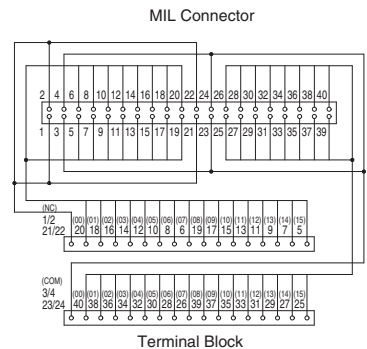 MIL Connector
2 4 6 8 10 12 14 16 18 20 22 24 26 28 30 32 34 36 38 40
1 3 5 7 9 11 13 15 17 19 21 23 25 27 29 31 33 35 37 39
(NC) (00) (01) (02) (03) (04) (05) (06) (07) (08) (09) (10) (11) (12) (13) (14) (15)
1/2 20 18 16 14 12 10 8 6 19 17 15 13 11 9 7 5
21/22
(COM) (00) (01) (02) (03) (04) (05) (06) (07) (08) (09) (10) (11) (12) (13) (14) (15)
3/4 40 38 36 34 32 30 28 26 39 37 35 33 31 29 27 25
23/24
Terminal Block